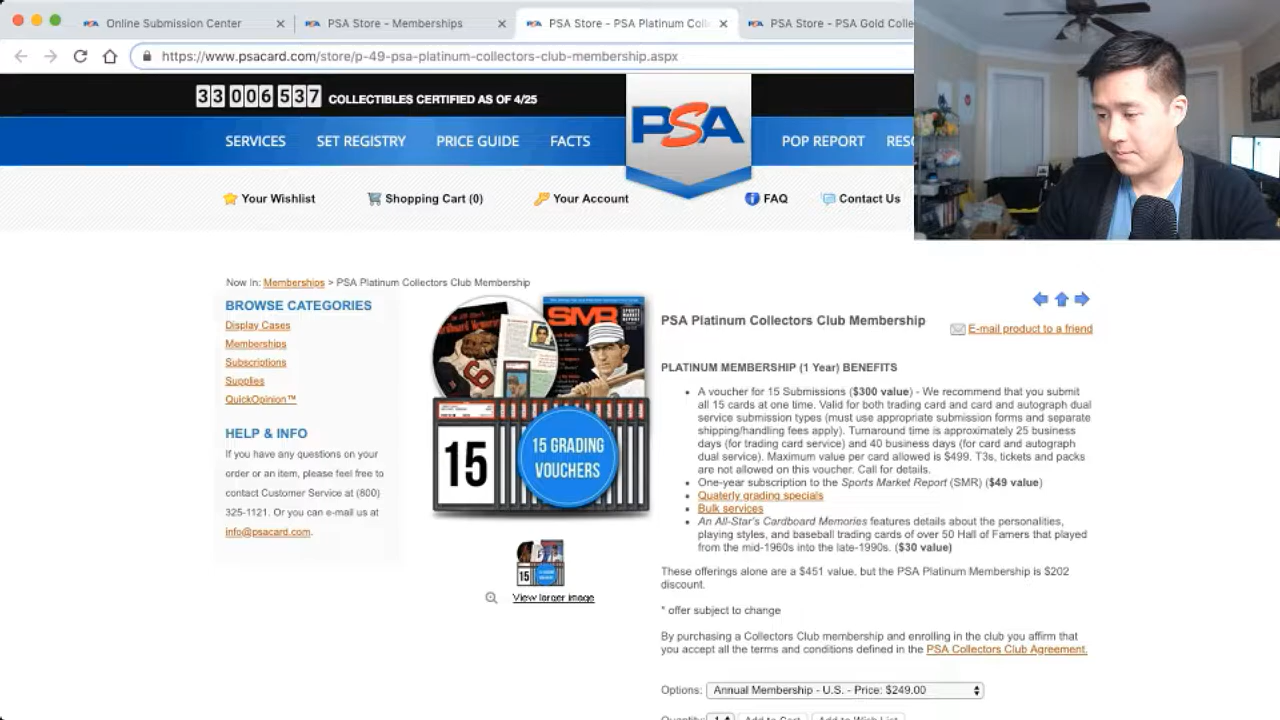 Online Submission Center
PSA Store - Memberships
PSA Store - PSA Platinum Coll
PSA Store - PSA Gold Colle
https://www.psacard.com/store/p-49-psa-platinum-collectors-club-membership.aspx
33 006 537 COLLECTIBLES CERTIFIED AS OF 4/25
SERVICES SET REGISTRY PRICE GUIDE FACTS PSA POP REPORT RES
Your Wishlist Shopping Cart (0) Your Account FAQ Contact Us
Now In: Memberships > PSA Platinum Collectors Club Membership
BROWSE CATEGORIES
Display Cases
Memberships
Subscriptions
Supplies
QuickOpinion™
HELP & INFO
If you have any questions on your
order or an item, please feel free to
contact Customer Service at (800)
325-1121. Or you can e-mail us at
info@psacard.com.
SMR
15
15 GRADING
VOUCHERS
15
View larger image
PSA Platinum Collectors Club Membership
E-mail product to a friend
PLATINUM MEMBERSHIP (1 Year) BENEFITS
• A voucher for 15 Submissions ($300 value) - We recommend that you submit
all 15 cards at one time. Valid for both trading card and card and autograph dual
service submission types (must use appropriate submission forms and separate
shipping/handling fees apply). Turnaround time is approximately 25 business
days (for trading card service) and 40 business days (for card and autograph
dual service). Maximum value per card allowed is $499. T3s, tickets and packs
are not allowed on this voucher. Call for details.
• One-year subscription to the Sports Market Report (SMR) ($49 value)
• Quaterly grading specials
• Bulk services
• An All-Star's Cardboard Memories features details about the personalities,
playing styles, and baseball trading cards of over 50 Hall of Famers that played
from the mid-1960s into the late-1990s. ($30 value)
These offerings alone are a $451 value, but the PSA Platinum Membership is $202
discount.
* offer subject to change
By purchasing a Collectors Club membership and enrolling in the club you affirm that
you accept all the terms and conditions defined in the PSA Collectors Club Agreement.
Options: Annual Membership - U.S. - Price: $249.00
Quantity: 1 Add to Cart Add to Wish List